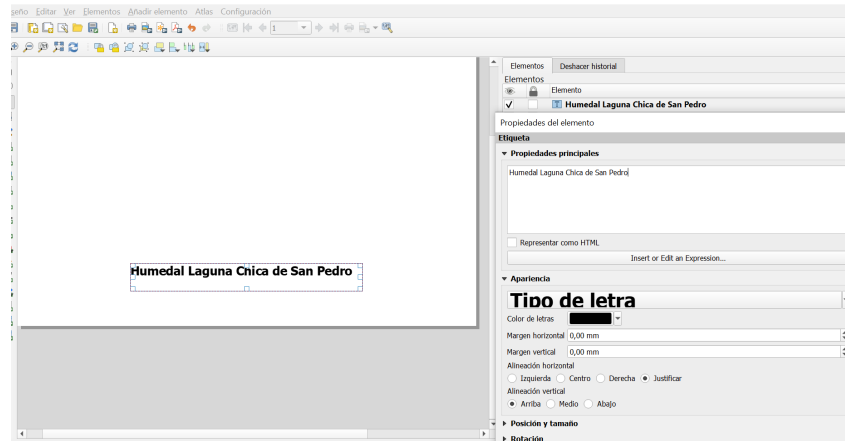 seño Editar Ver Elementos Añadir elemento Atlas Configuración
1
Elementos Deshacer historial
Elementos
Elemento
Humedal Laguna Chica de San Pedro
Propiedades del elemento
Etiqueta
Propiedades principales
Humedal Laguna Chica de San Pedro
Representar como HTML
Insert or Edit an Expression...
Humedal Laguna Chica de San Pedro
Apariencia
Tipo de letra
Color de letras
Margen horizontal 0,00 mm
Margen vertical 0,00 mm
Alineación horizontal
Izquierda Centro Derecha Justificar
Alineación vertical
Arriba Medio Abajo
Posición y tamaño
Rotación